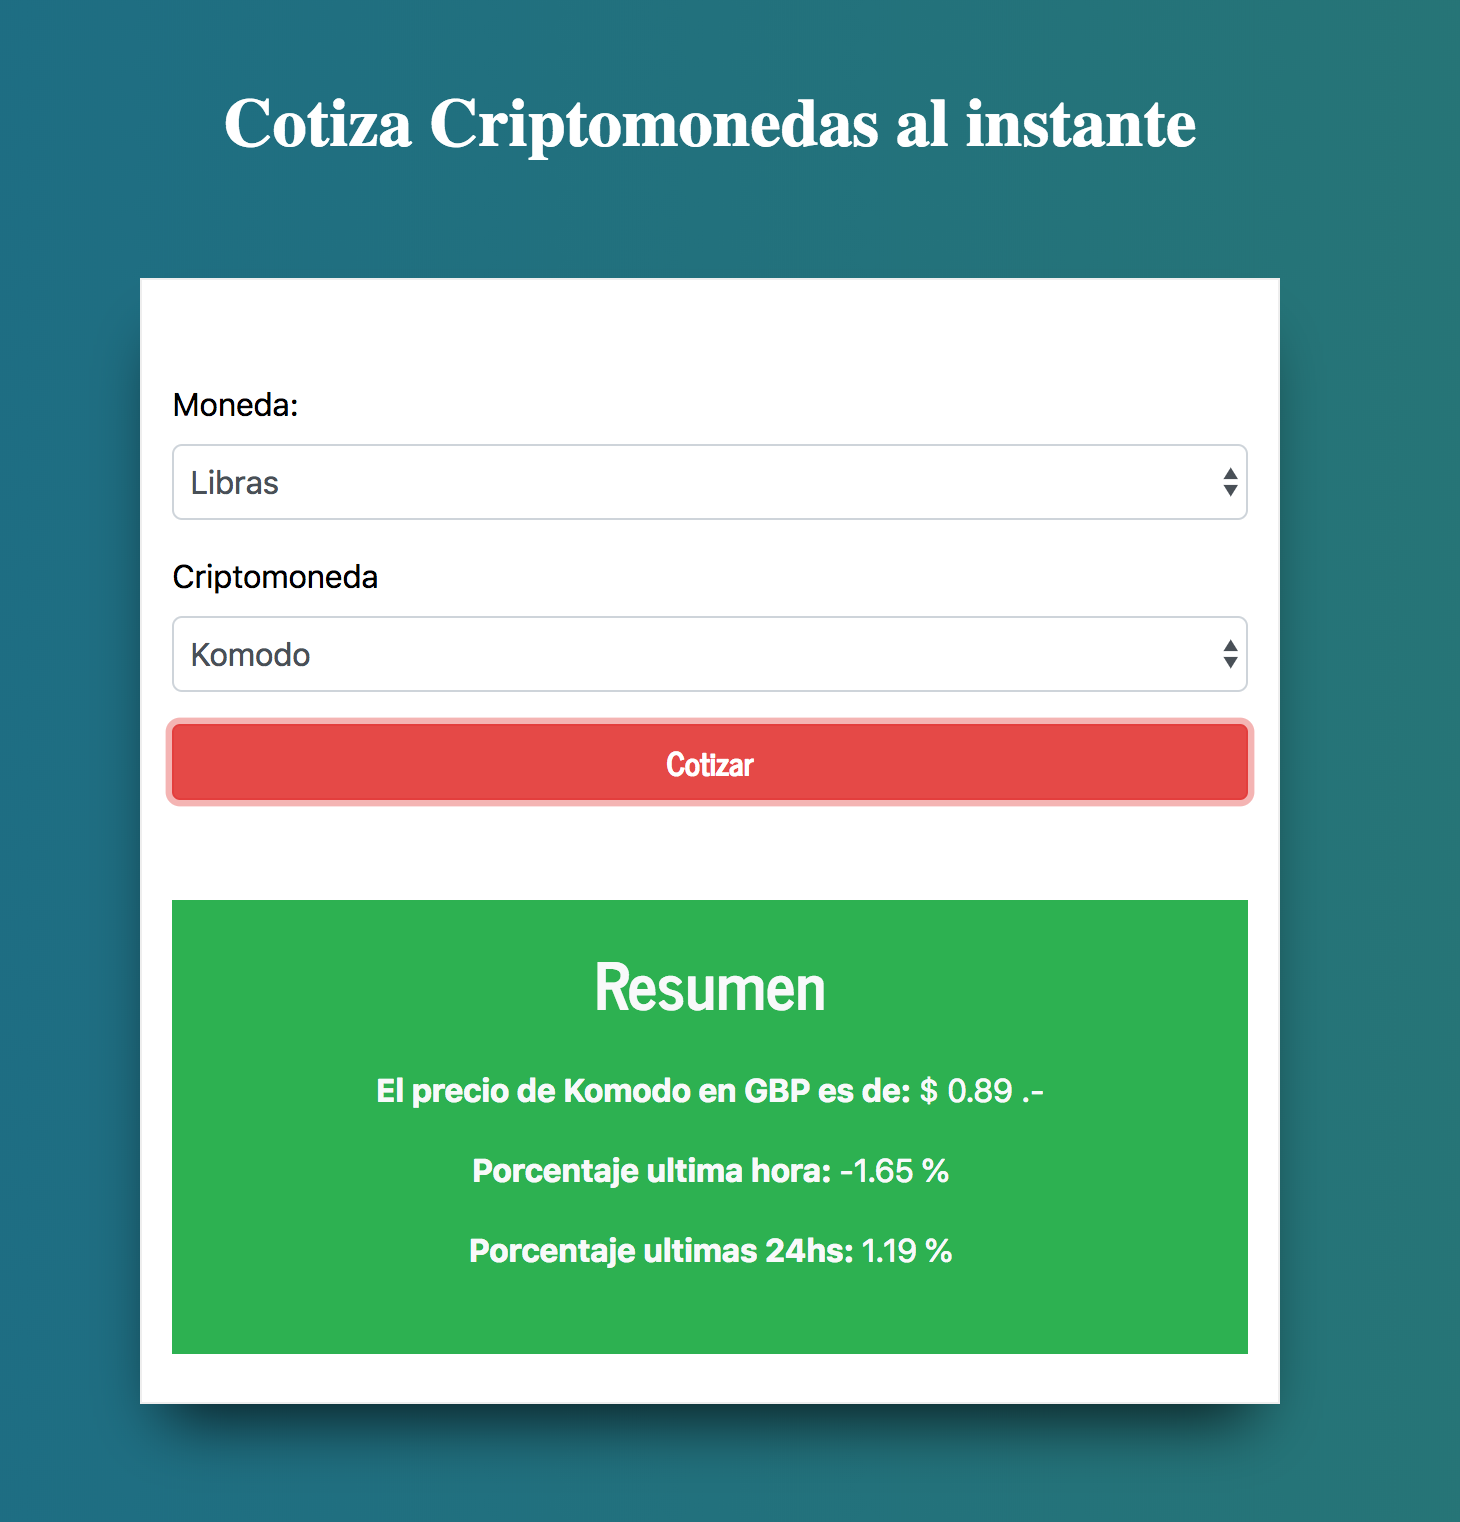 Cotiza Criptomonedas al instante
Moneda:
Libras
Criptomoneda
Komodo
Cotizar
Resumen
El precio de Komodo en GBP es de: $ 0.89 .-
Porcentaje ultima hora: -1.65 %
Porcentaje ultimas 24hs: 1.19 %